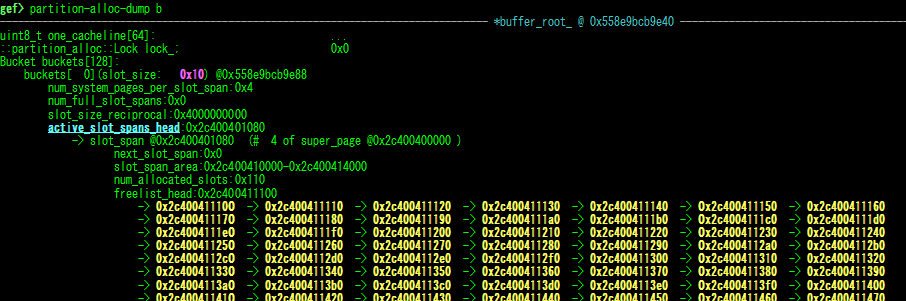 gef> partition-alloc-dump b
*buffer_root_ @ 0x558e9bcb9e40
uint8_t one_cacheline[64]: ...
::partition_alloc::Lock lock_: 0x0
Bucket buckets[128]:
buckets[ 0](slot_size: 0x10) @0x558e9bcb9e88
num_system_pages_per_slot_span:0x4
num_full_slot_spans:0x0
slot_size_reciprocal:0x4000000000
active_slot_spans_head:0x2c400401080
-> slot_span @0x2c400401080 (# 4 of super_page @0x2c400400000 )
next_slot_span:0x0
slot_span_area:0x2c400410000-0x2c400414000
num_allocated_slots:0x110
freelist_head:0x2c400411100
-> 0x2c400411100 -> 0x2c400411110 -> 0x2c400411120 -> 0x2c400411130 -> 0x2c400411140 -> 0x2c400411150 -> 0x2c400411160
-> 0x2c400411170 -> 0x2c400411180 -> 0x2c400411190 -> 0x2c4004111a0 -> 0x2c4004111b0 -> 0x2c4004111c0 -> 0x2c4004111d0
-> 0x2c4004111e0 -> 0x2c4004111f0 -> 0x2c400411200 -> 0x2c400411210 -> 0x2c400411220 -> 0x2c400411230 -> 0x2c400411240
-> 0x2c400411250 -> 0x2c400411260 -> 0x2c400411270 -> 0x2c400411280 -> 0x2c400411290 -> 0x2c4004112a0 -> 0x2c4004112b0
-> 0x2c4004112c0 -> 0x2c4004112d0 -> 0x2c4004112e0 -> 0x2c4004112f0 -> 0x2c400411300 -> 0x2c400411310 -> 0x2c400411320
-> 0x2c400411330 -> 0x2c400411340 -> 0x2c400411350 -> 0x2c400411360 -> 0x2c400411370 -> 0x2c400411380 -> 0x2c400411390
-> 0x2c4004113a0 -> 0x2c4004113b0 -> 0x2c4004113c0 -> 0x2c4004113d0 -> 0x2c4004113e0 -> 0x2c4004113f0 -> 0x2c400411400
-> 0x2c400411410 -> 0x2c400411420 -> 0x2c400411430 -> 0x2c400411440 -> 0x2c400411450 -> 0x2c400411460 -> 0x2c400411470